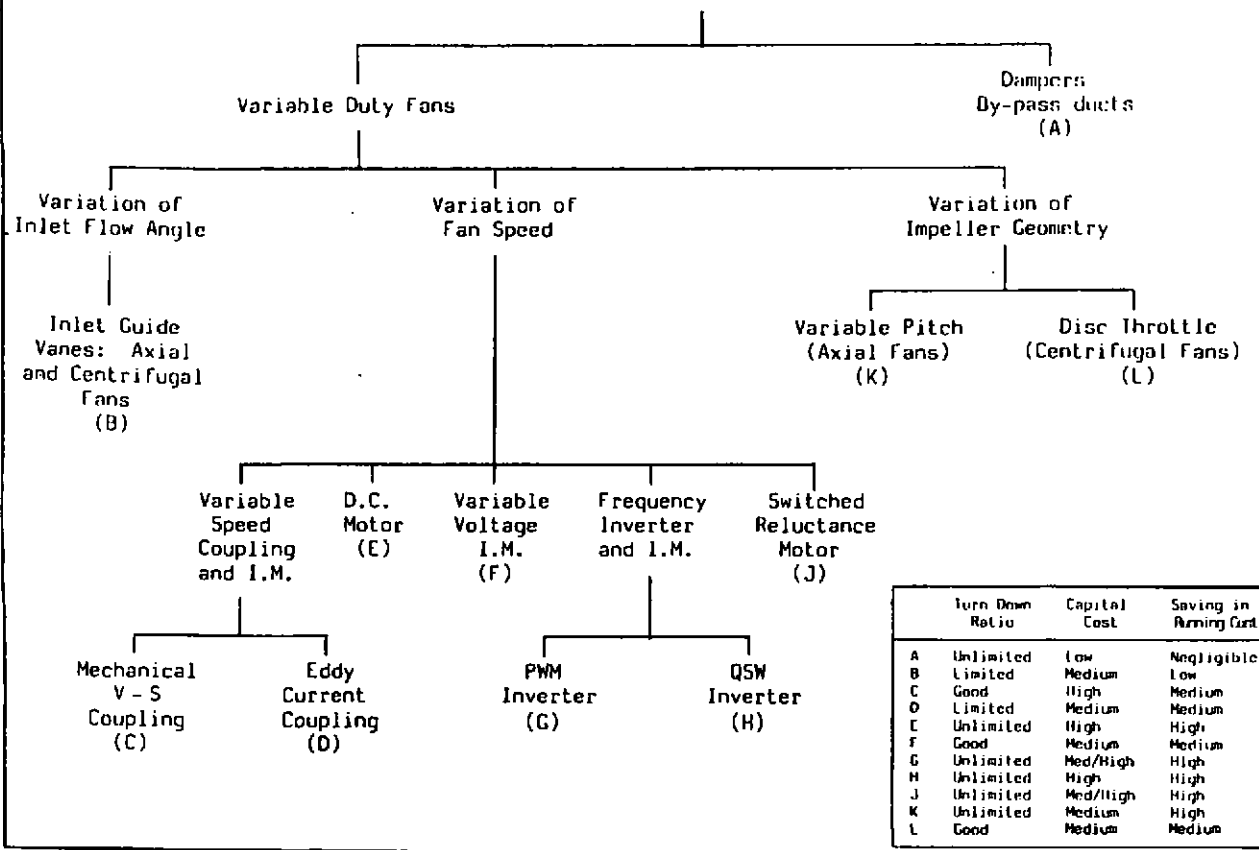 Variable Duty Fans
Dampers
By-pass ducts
(A)
Variation of
Inlet Flow Angle
Variation of
Fan Speed
Variation of
Impeller Geometry
Inlet Guide
Vanes: Axial
and Centrifugal
Fans
(B)
Variable Pitch
(Axial Fans)
(K)
Disc Throttle
(Centrifugal Fans)
(L)
Variable
Speed
Coupling
and I.M.
D.C.
Motor
(E)
Variable
Voltage
I.M.
(F)
Frequency
Inverter
and I.M.
Switched
Reluctance
Motor
(J)
Mechanical
V - S
Coupling
(C)
Eddy
Current
Coupling
(D)
PWM
Inverter
(G)
QSW
Inverter
(H)
Turn Down Capital Saving in
Ratio Cost Running Cost
A Unlimited Low Negligible
B Limited Medium Low
C Good High Medium
D Limited Medium Medium
E Unlimited High High
F Good Medium Medium
G Unlimited Med/High High
H Unlimited High High
J Unlimited Med/High High
K Unlimited Medium High
L Good Medium Medium